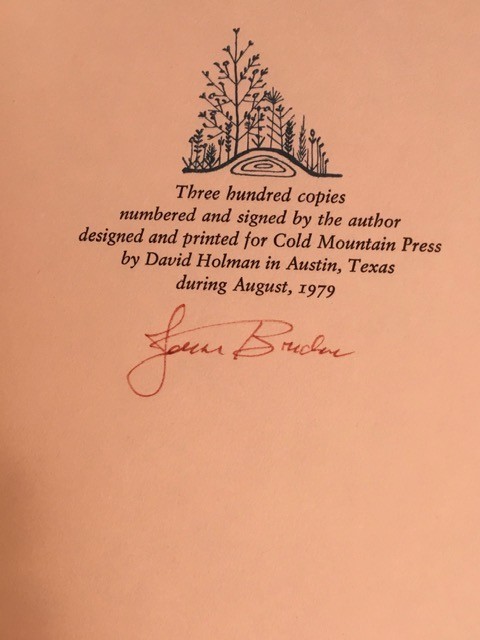 Three hundred copies
numbered and signed by the author
designed and printed for Cold Mountain Press
by David Holman in Austin, Texas
during August, 1979